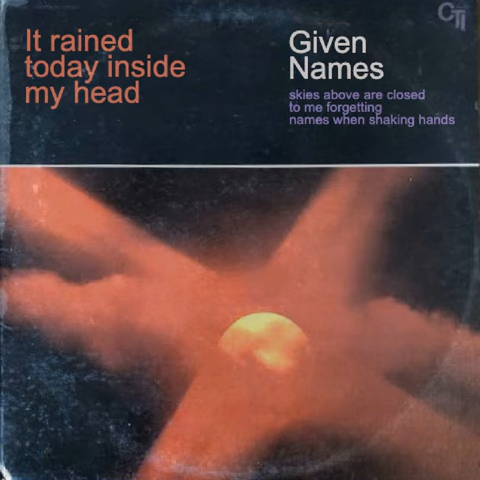 It rained
today inside
my head
Given
Names
skies above are closed
to me forgetting
names when shaking hands
CTI